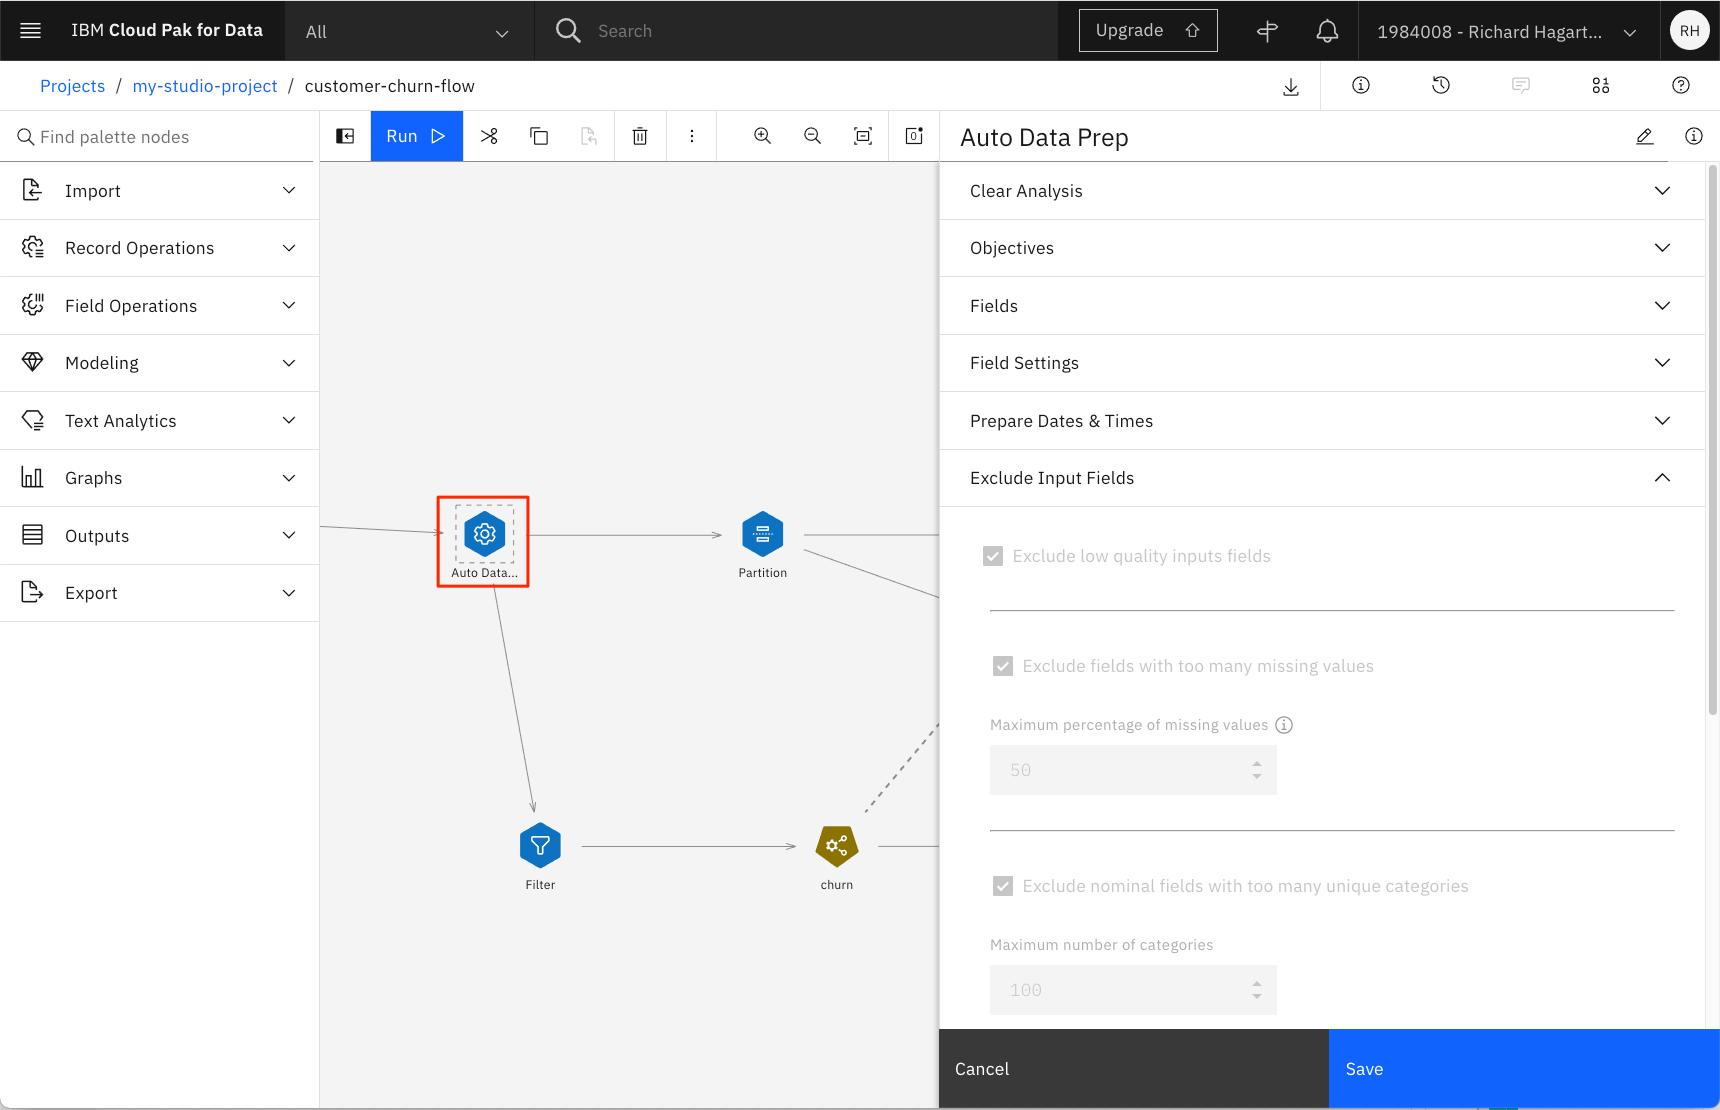 IBM Cloud Pak for Data
All
Search
Upgrade
1984008 - Richard Hagart...
RH
Projects / my-studio-project / customer-churn-flow
Find palette nodes
Run
Auto Data Prep
Import
Record Operations
Field Operations
Modeling
Text Analytics
Graphs
Outputs
Export
Auto Data...
Partition
Filter
churn
Clear Analysis
Objectives
Fields
Field Settings
Prepare Dates & Times
Exclude Input Fields
Exclude low quality inputs fields
Exclude fields with too many missing values
Maximum percentage of missing values
50
Exclude nominal fields with too many unique categories
Maximum number of categories
100
Cancel
Save